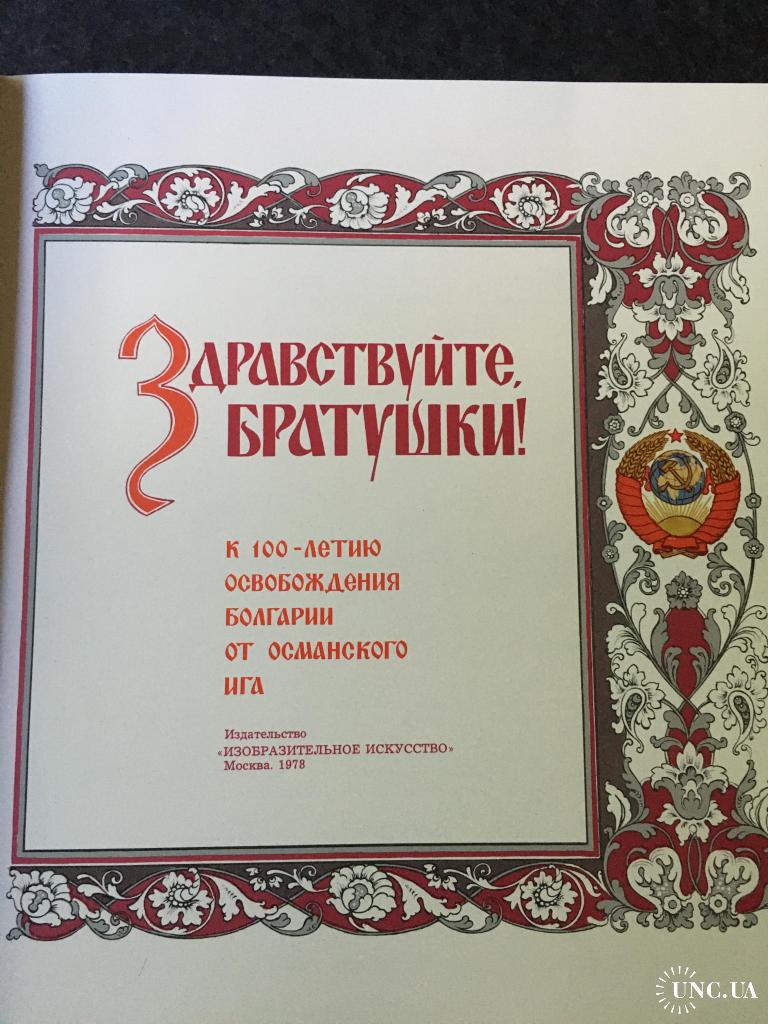 Здравствуйте,
братушки!
к 100-летию
освобождения
Болгарии
от османского
ига
Издательство
«ИЗОБРАЗИТЕЛЬНОЕ ИСКУССТВО»
Москва. 1978
UNC.UA